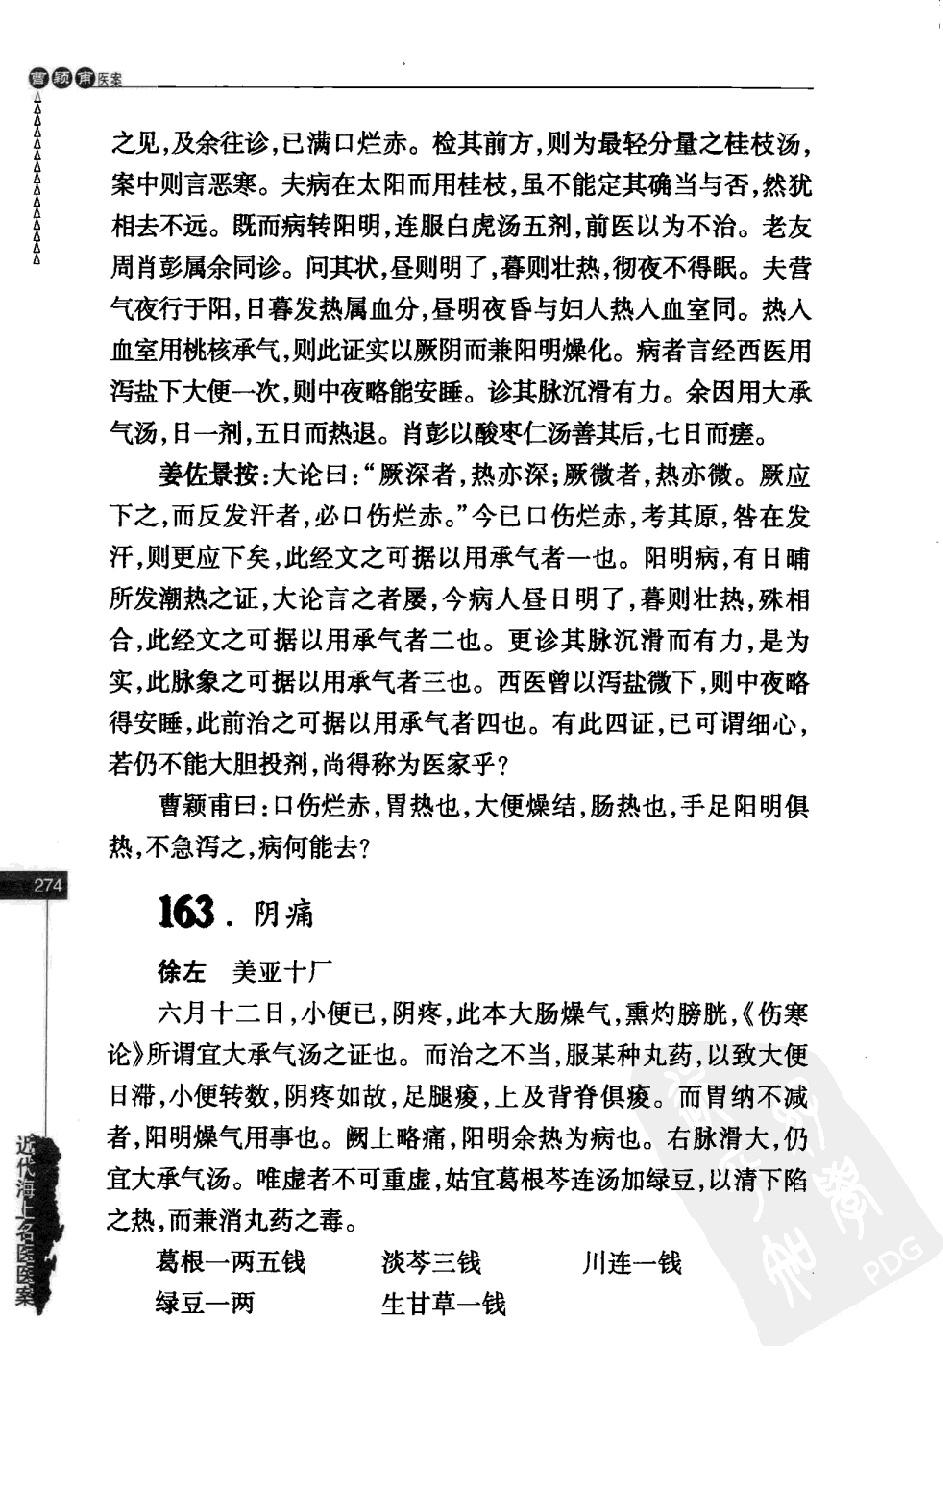 曹颖甫医案
之见,及余往诊,已满口烂赤。检其前方,则为最轻分量之桂枝汤,
案中则言恶寒。夫病在太阳而用桂枝,虽不能定其确当与否,然犹
相去不远。既而病转阳明,连服白虎汤五剂,前医以为不治。老友
周肖彭属余同诊。问其状,昼则明了,暮则壮热,彻夜不得眠。夫营
气夜行于阳,日暮发热属血分,昼明夜昏与妇人热入血室同。热入
血室用桃核承气,则此证实以厥阴而兼阳明燥化。病者言经西医用
泻盐下大便一次,则中夜略能安睡。诊其脉沉滑有力。余因用大承
气汤,日一剂,五日而热退。肖彭以酸枣仁汤善其后,七日而瘥。
姜佐景按:大论曰:“厥深者,热亦深;厥微者,热亦微。厥应
下之,而反发汗者,必口伤烂赤。”今已口伤烂赤,考其原,咎在发
汗,则更应下矣,此经文之可据以用承气者一也。阳明病,有日晡
所发潮热之证,大论言之者屡,今病人昼日明了,暮则壮热,殊相
合,此经文之可据以用承气者二也。更诊其脉沉滑而有力,是为
实,此脉象之可据以用承气者三也。西医曾以泻盐微下,则中夜略
得安睡,此前治之可据以用承气者四也。有此四证,已可谓细心,
若仍不能大胆投剂,尚得称为医家乎?
曹颖甫曰:口伤烂赤,胃热也,大便燥结,肠热也,手足阳明俱
热,不急泻之,病何能去?
274
163. 阴痛
徐左 美亚十厂
六月十二日,小便已,阴疼,此本大肠燥气,熏灼膀胱,《伤寒
论》所谓宜大承气汤之证也。而治之不当,服某种丸药,以致大便
日滞,小便转数,阴疼如故,足腿痠,上及背脊俱痠。而胃纳不减
者,阳明燥气用事也。阙上略痛,阳明余热为病也。右脉滑大,仍
宜大承气汤。唯虚者不可重虚,姑宜葛根芩连汤加绿豆,以清下陷
之热,而兼消丸药之毒。
葛根一两五钱 淡芩三钱 川连一钱
绿豆一两 生甘草一钱
近代海上名医医案
PDG